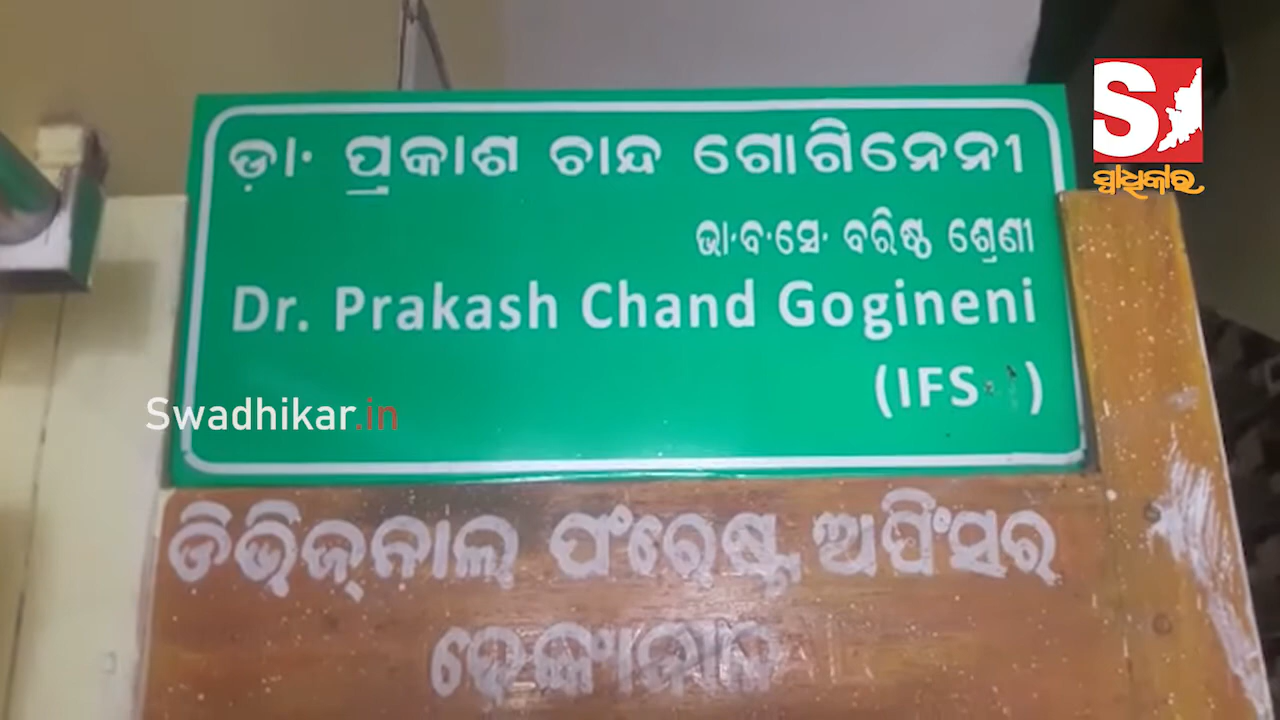 ଡ଼ା. ପ୍ରକାଶ ଚାନ୍ଦ ଗୋଗିନେନୀ
ଭା.ବ.ସେ. ବରିଷ୍ଠ ଶ୍ରେଣୀ
Dr. Prakash Chand Gogineni
(IFS )
ଡିଭିଜନାଲ୍ ଫରେଷ୍ଟ ଅଫିସର
ଢେଙ୍କାନାଳ
Swadhikar.in
S
ସ୍ଵାଧିକାର